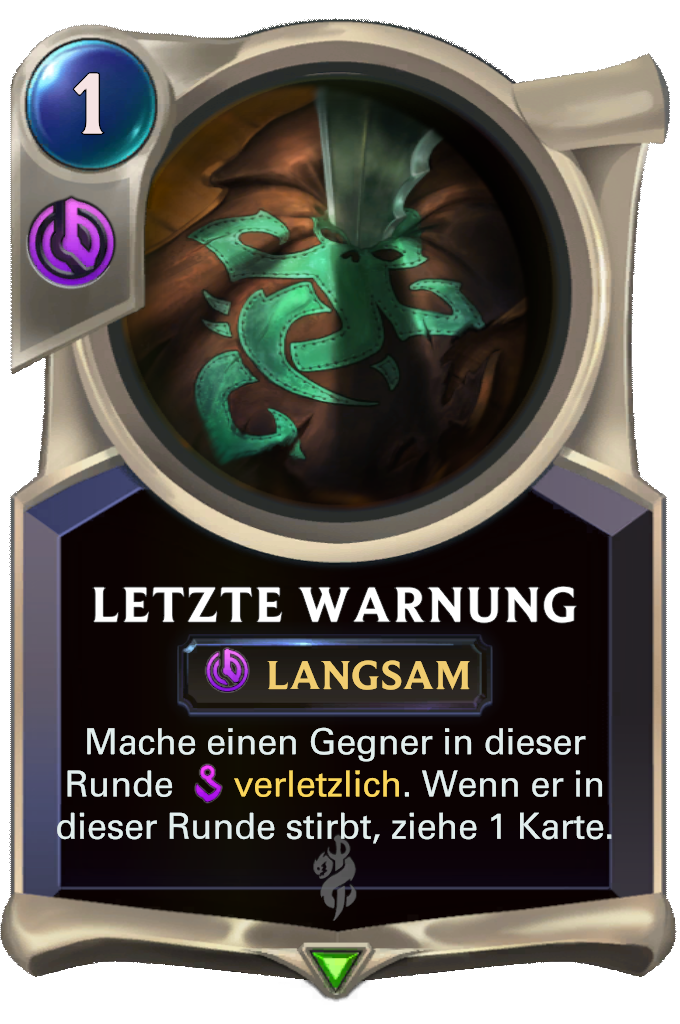 1
LETZTE WARNUNG
LANGSAM
Mache einen Gegner in dieser
Runde verletzlich. Wenn er in
dieser Runde stirbt, ziehe 1 Karte.